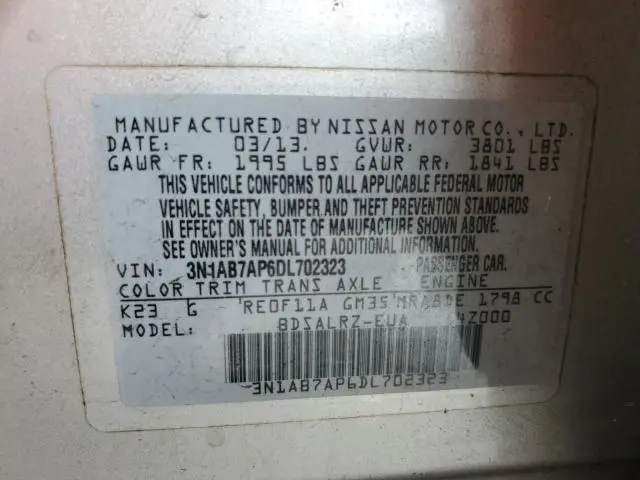 MANUFACTURED BY NISSAN MOTOR CO., LTD.
DATE: 03/13. GVWR: 3801 LBS
GAWR FR: 1995 LBS GAWR RR: 1841 LBS
THIS VEHICLE CONFORMS TO ALL APPLICABLE FEDERAL MOTOR
VEHICLE SAFETY, BUMPER AND THEFT PREVENTION STANDARDS
IN EFFECT ON THE DATE OF MANUFACTURE SHOWN ABOVE.
SEE OWNER'S MANUAL FOR ADDITIONAL INFORMATION.
VIN: 3N1AB7AP6DL702323 PASSENGER CAR.
COLOR TRIM TRANS AXLE ENGINE
K23 G RE0F11A GM35 MRA8DE 1798 CC
MODEL: BDSALRZ-EUA 4Z000
3N1AB7AP6DL702323